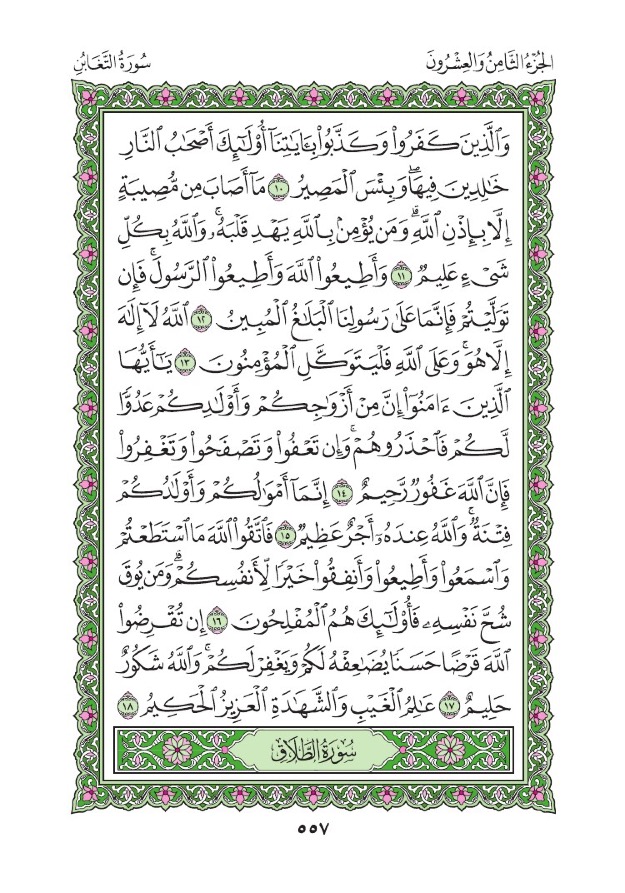 الجُزْءُ الثَّامِنُ وَالعِشْرُونَ
سُورَةُ التَّغَابُنِ
وَٱلَّذِينَ كَفَرُواْ وَكَذَّبُواْ بِـَٔايَٰتِنَآ أُوْلَٰٓئِكَ أَصْحَٰبُ ٱلنَّارِ
خَٰلِدِينَ فِيهَاۖ وَبِئْسَ ٱلْمَصِيرُ ١٠ مَآ أَصَابَ مِن مُّصِيبَةٍ
إِلَّا بِإِذْنِ ٱللَّهِۗ وَمَن يُؤْمِنۢ بِٱللَّهِ يَهْدِ قَلْبَهُۥۚ وَٱللَّهُ بِكُلِّ
شَىْءٍ عَلِيمٌ ١١ وَأَطِيعُواْ ٱللَّهَ وَأَطِيعُواْ ٱلرَّسُولَۚ فَإِن
تَوَلَّيْتُمْ فَإِنَّمَا عَلَىٰ رَسُولِنَا ٱلْبَلَٰغُ ٱلْمُبِينُ ١٢ ٱللَّهُ لَآ إِلَٰهَ
إِلَّا هُوَۚ وَعَلَى ٱللَّهِ فَلْيَتَوَكَّلِ ٱلْمُؤْمِنُونَ ١٣ يَٰٓأَيُّهَا
ٱلَّذِينَ ءَامَنُوٓاْ إِنَّ مِنْ أَزْوَٰجِكُمْ وَأَوْلَٰدِكُمْ عَدُوًّا
لَّكُمْ فَٱحْذَرُوهُمْۚ وَإِن تَعْفُواْ وَتَصْفَحُواْ وَتَغْفِرُواْ
فَإِنَّ ٱللَّهَ غَفُورٌ رَّحِيمٌ ١٤ إِنَّمَآ أَمْوَٰلُكُمْ وَأَوْلَٰدُكُمْ
فِتْنَةٌۚ وَٱللَّهُ عِندَهُۥٓ أَجْرٌ عَظِيمٌ ١٥ فَٱتَّقُواْ ٱللَّهَ مَا ٱسْتَطَعْتُمْ
وَٱسْمَعُواْ وَأَطِيعُواْ وَأَنفِقُواْ خَيْرًا لِّأَنفُسِكُمْۗ وَمَن يُوقَ
شُحَّ نَفْسِهِۦ فَأُوْلَٰٓئِكَ هُمُ ٱلْمُفْلِحُونَ ١٦ إِن تُقْرِضُواْ
ٱللَّهَ قَرْضًا حَسَنًا يُضَٰعِفْهُ لَكُمْ وَيَغْفِرْ لَكُمْۚ وَٱللَّهُ شَكُورٌ
حَلِيمٌ ١٧ عَٰلِمُ ٱلْغَيْبِ وَٱلشَّهَٰدَةِ ٱلْعَزِيزُ ٱلْحَكِيمُ ١٨
سُورَةُ الطَّلَاقِ
٥٥٧